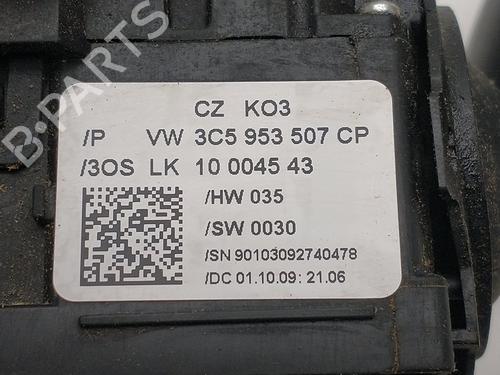 CZ KO3
/P VW 3C5 953 507 CP
/3OS LK 10 0045 43
/HW 035
/SW 0030
/SN 90103092740478
/DC 01.10.09: 21.06
B-PARTS